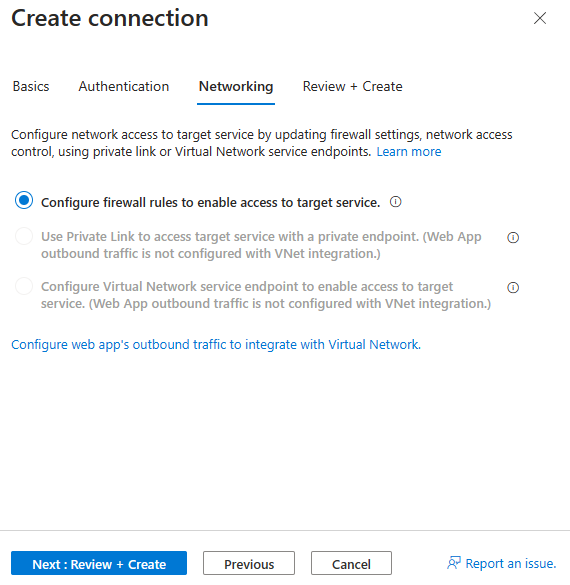 Create connection
Basics
Authentication
Networking
Review + Create
Configure network access to target service by updating firewall settings, network access
control, using private link or Virtual Network service endpoints. Learn more
Configure firewall rules to enable access to target service.
Use Private Link to access target service with a private endpoint. (Web App
outbound traffic is not configured with VNet integration.)
Configure Virtual Network service endpoint to enable access to target
service. (Web App outbound traffic is not configured with VNet integration.)
Configure web app's outbound traffic to integrate with Virtual Network.
Next : Review + Create
Previous
Cancel
Report an issue.